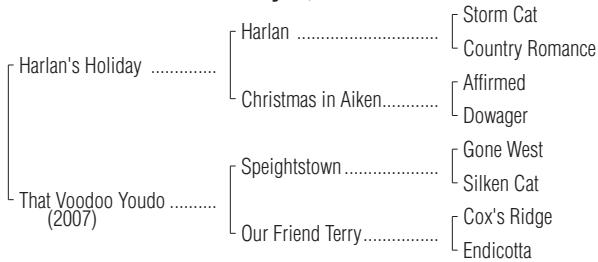 Storm Cat
Harlan ..............................
Country Romance
Harlan's Holiday ..............
Affirmed
Christmas in Aiken............
Dowager
Gone West
Speightstown ....................
Silken Cat
That Voodoo Youdo ..........
(2007)
Cox's Ridge
Our Friend Terry................
Endicotta